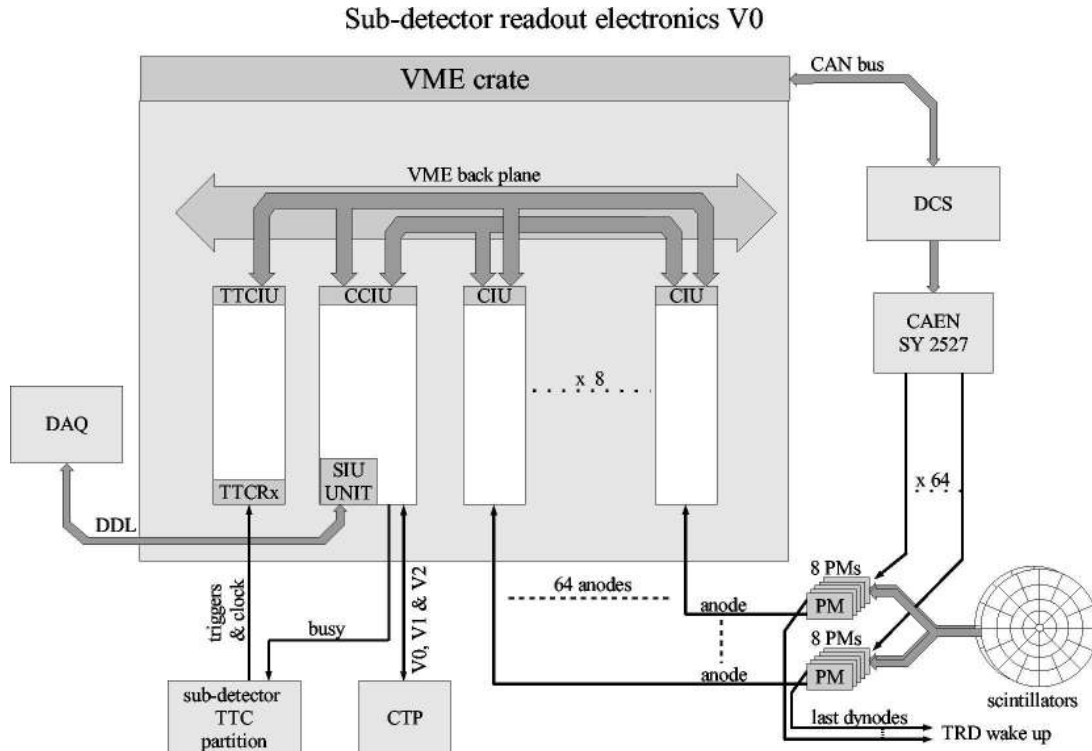 Sub-detector readout electronics V0
VME crate
CAN bus
VME back plane
DCS
TTCIU
CCIU
CIU
CIU
CAEN
SY 2527
x 8
DAQ
SIU
UNIT
TTCRx
x 64
DDL
triggers
& clock
busy
V0, V1 & V2
64 anodes
8 PMs
PM
anode
8 PMs
PM
anode
scintillators
sub-detector
TTC
partition
CTP
last dynodes
TRD wake up